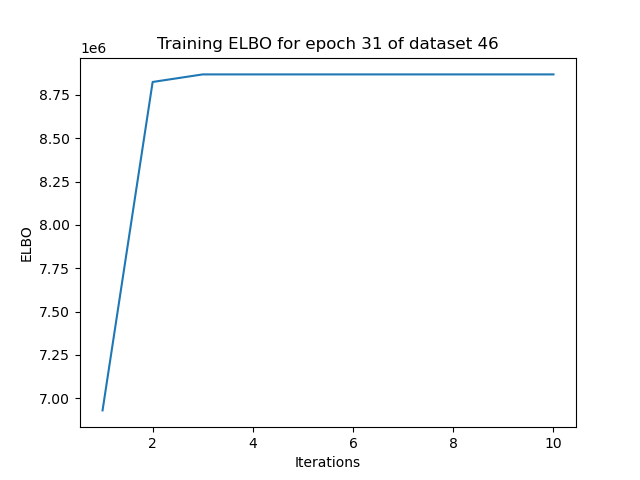 Training ELBO for epoch 31 of dataset 46
1e6
8.75
8.50
8.25
8.00
7.75
7.50
7.25
7.00
ELBO
2 4 6 8 10
Iterations